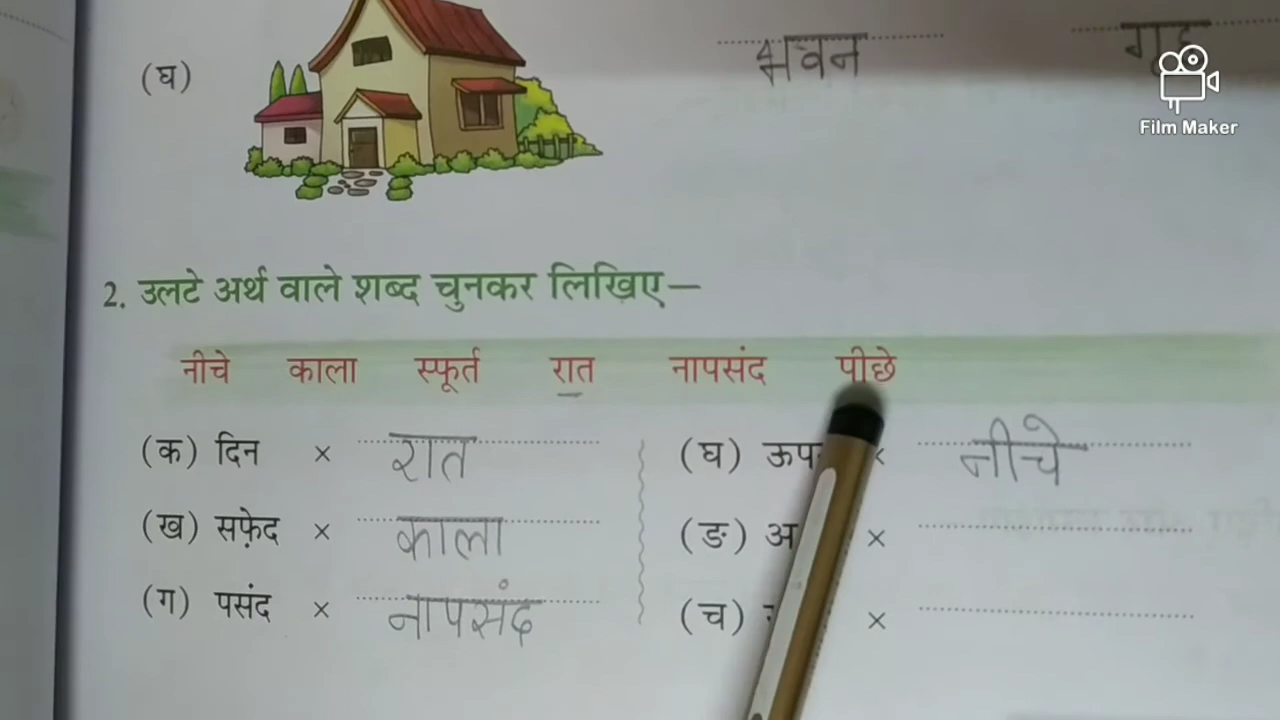 (घ) भवन गृह
Film Maker
2. उलटे अर्थ वाले शब्द चुनकर लिखिए—
नीचे काला स्फूर्त रात नापसंद पीछे
(क) दिन × रात (घ) नीचे
(ख) सफ़ेद × काला (ङ) ×
(ग) पसंद × नापसंद (च) ×